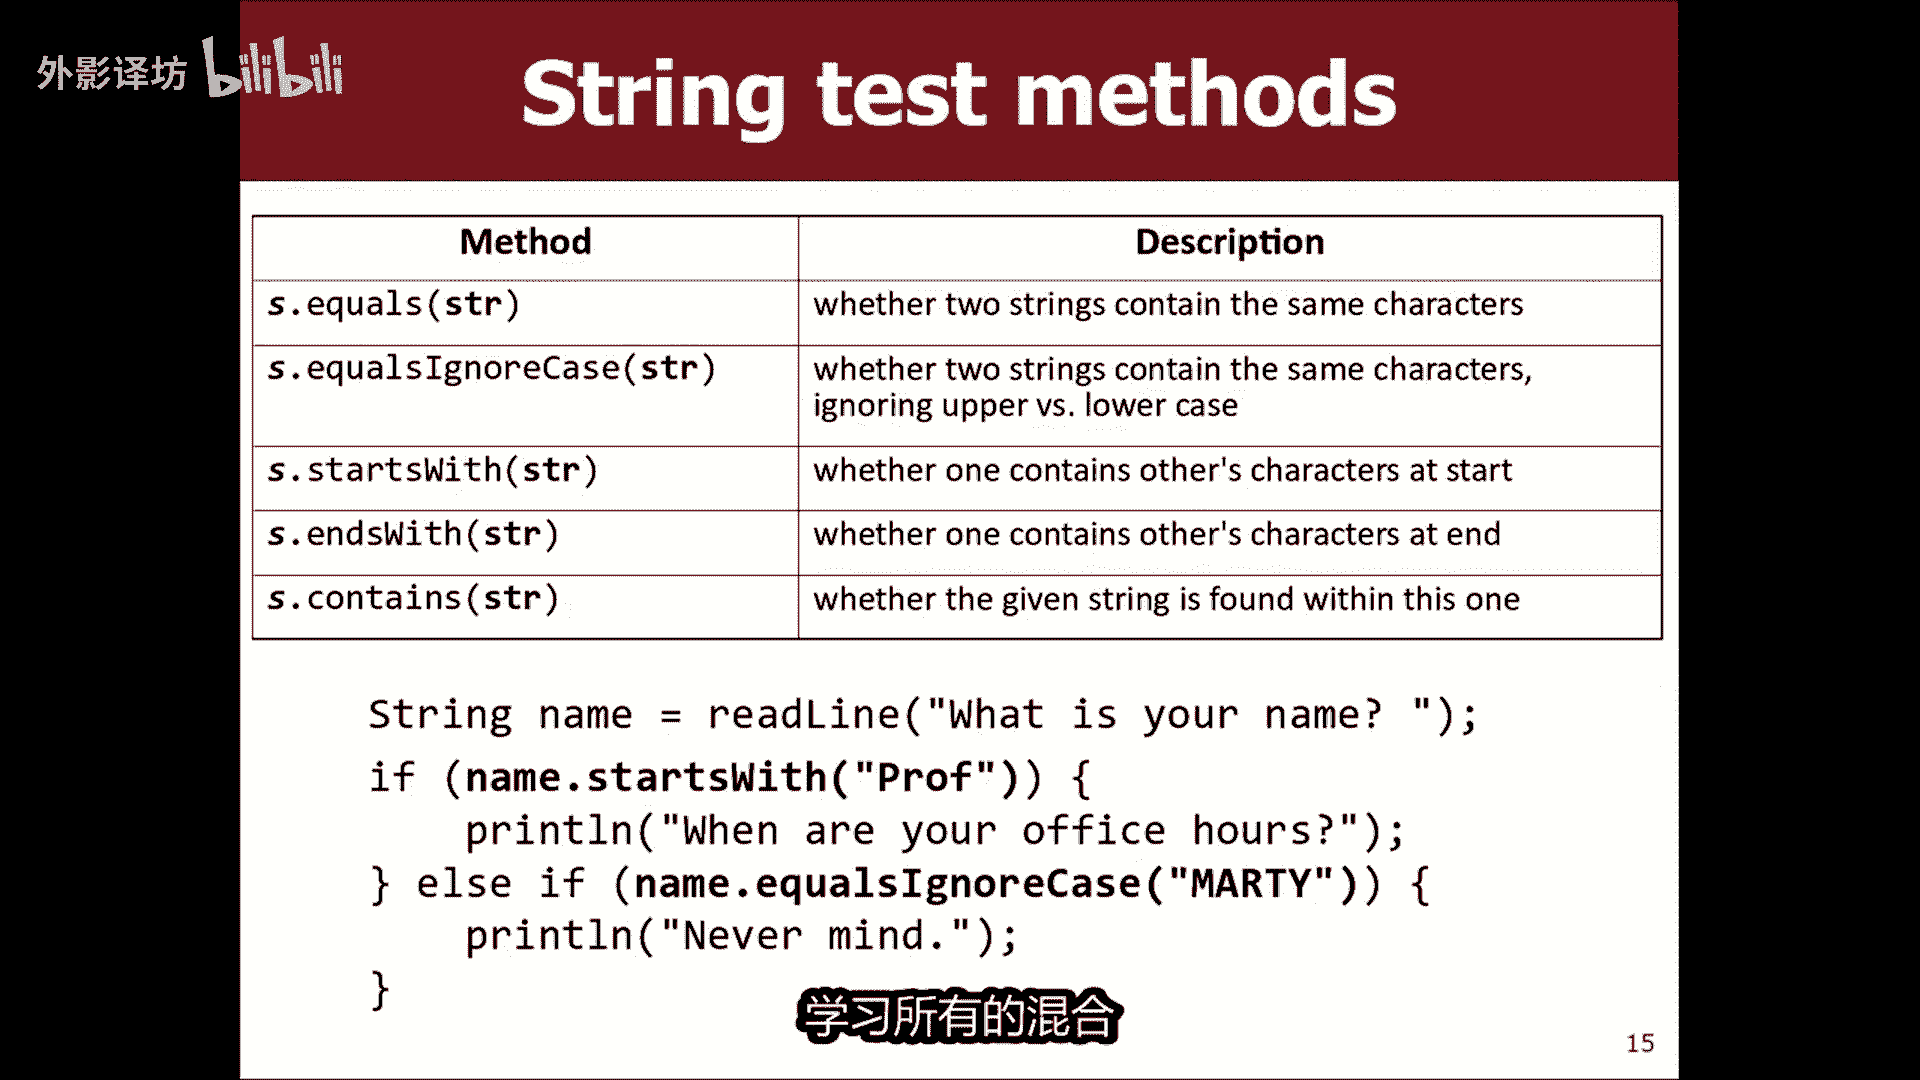 外影译坊 bilibili
String test methods
Method Description
s.equals(str) whether two strings contain the same characters
s.equalsIgnoreCase(str) whether two strings contain the same characters,
ignoring upper vs. lower case
s.startsWith(str) whether one contains other's characters at start
s.endsWith(str) whether one contains other's characters at end
s.contains(str) whether the given string is found within this one
String name = readLine("What is your name? ");
if (name.startsWith("Prof")) {
    println("When are your office hours?");
} else if (name.equalsIgnoreCase("MARTY")) {
    println("Never mind.");
}
学习所有的混合
15